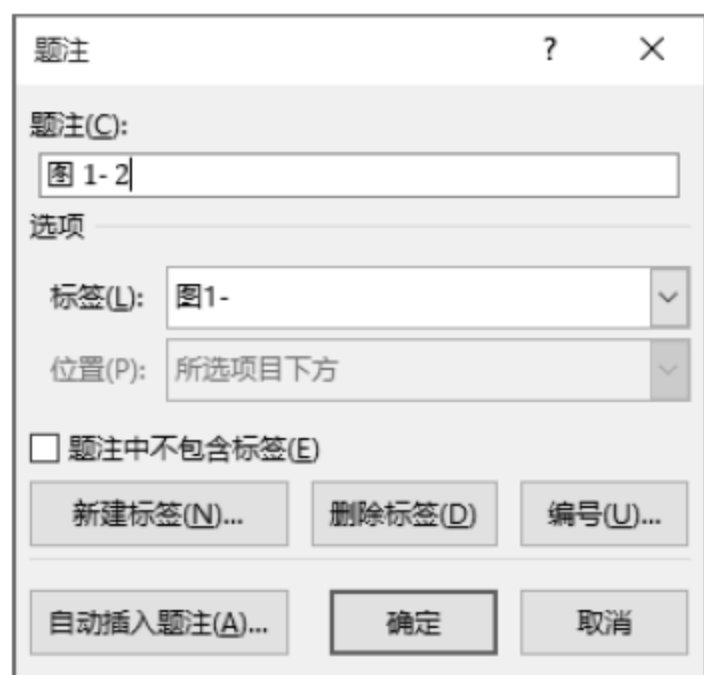 题注 ?
题注(C):
图 1- 2
选项
标签(L): 图1-
位置(P): 所选项目下方
题注中不包含标签(E)
新建标签(N)... 删除标签(D) 编号(U)...
自动插入题注(A)... 确定 取消